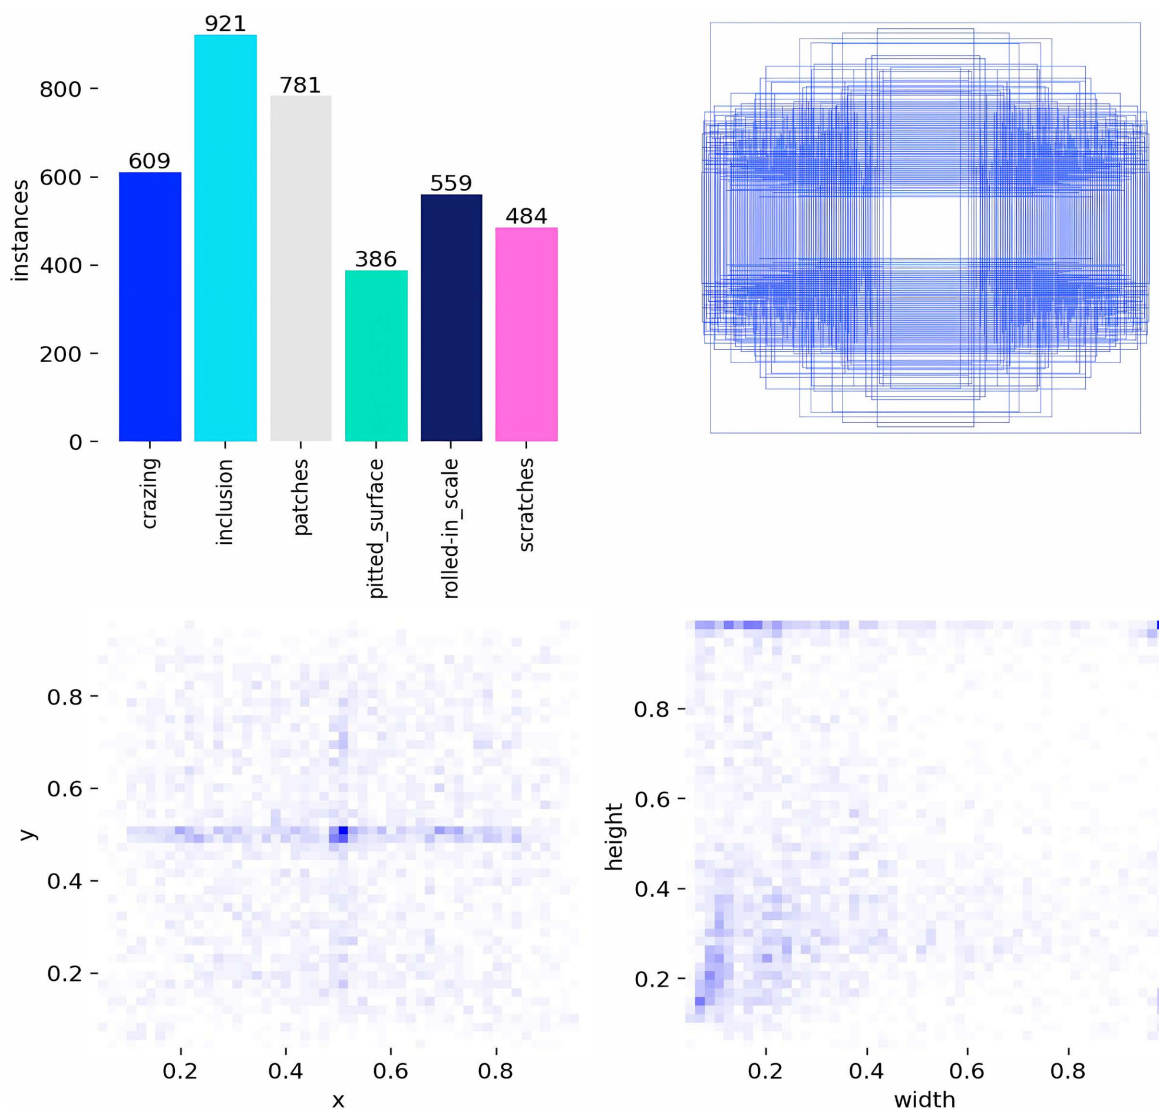 921
781
609
559
484
386
800
600
400
200
0
instances
crazing
inclusion
patches
pitted_surface
rolled-in_scale
scratches
0.8
0.6
0.4
0.2
y
0.2 0.4 0.6 0.8
x
0.8
0.6
0.4
0.2
height
0.2 0.4 0.6 0.8
width